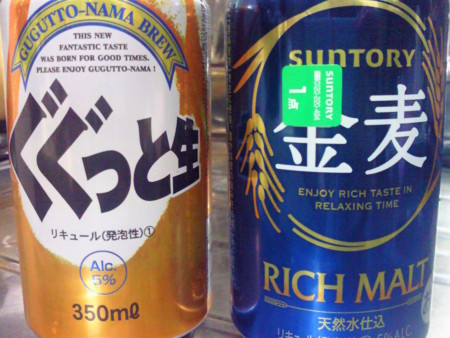 GUGUTTO-NAMA BREW
THIS NEW
FANTASTIC TASTE
WAS BORN FOR GOOD TIMES.
PLEASE ENJOY GUGUTTO-NAMA!
ぐぐっと生
リキュール(発泡性)①
Alc.
5%
350mℓ
SUNTORY
SUNTORY
1点
金麦
ENJOY RICH TASTE IN
RELAXING TIME
RICH MALT
天然水仕込